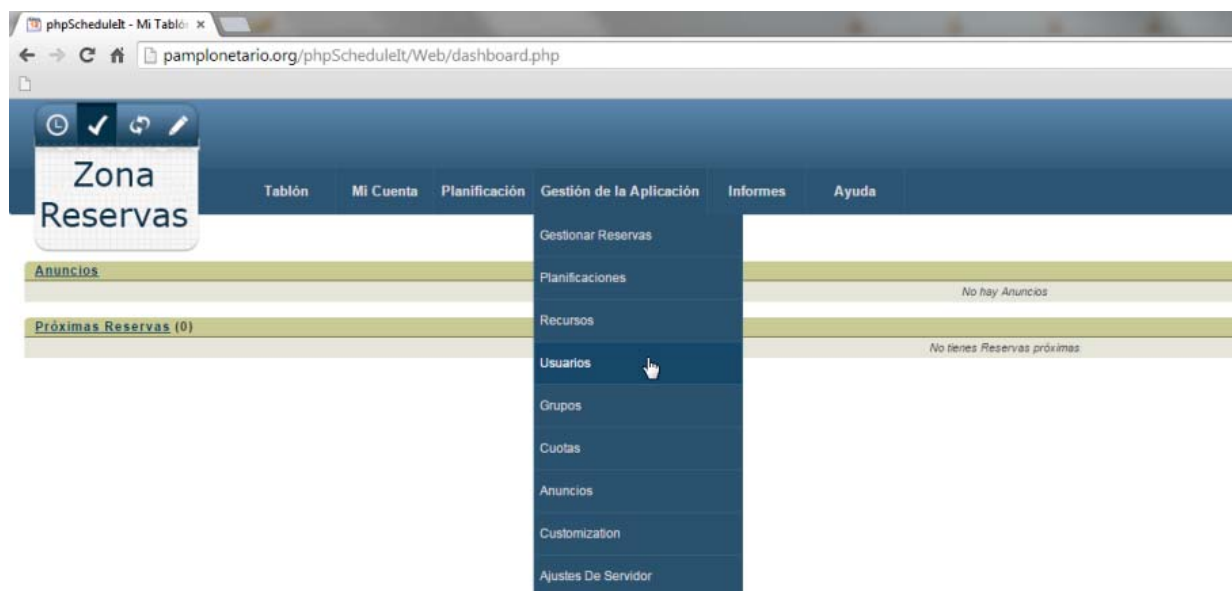 phpScheduleIt - Mi Tabló
pamplonetario.org/phpScheduleIt/Web/dashboard.php
Zona
Reservas
Tablón Mi Cuenta Planificación Gestión de la Aplicación Informes Ayuda
Gestionar Reservas
Anuncios
Planificaciones
No hay Anuncios
Recursos
Próximas Reservas (0)
No tienes Reservas próximas
Usuarios
Grupos
Cuotas
Anuncios
Customization
Ajustes De Servidor